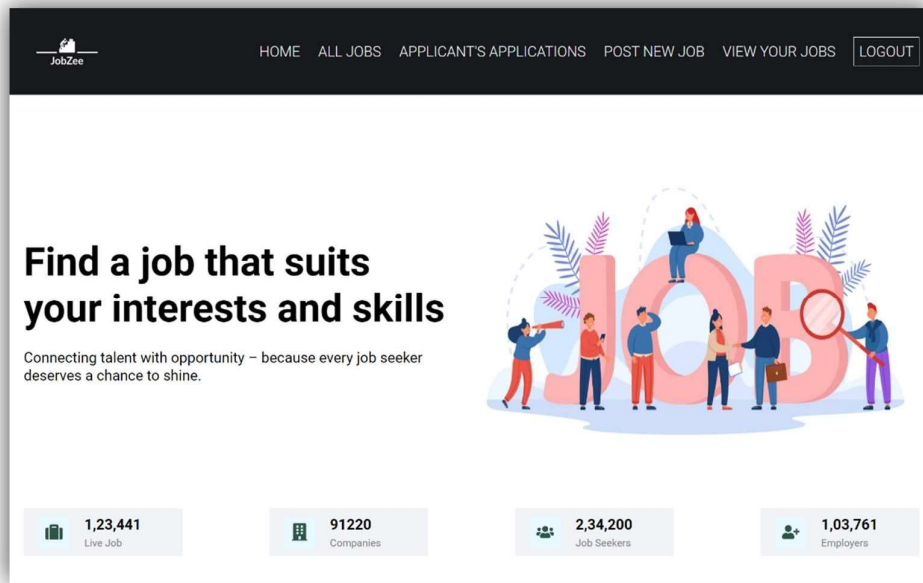 JobZee
HOME ALL JOBS APPLICANT'S APPLICATIONS POST NEW JOB VIEW YOUR JOBS LOGOUT
Find a job that suits
your interests and skills
Connecting talent with opportunity – because every job seeker
deserves a chance to shine.
JOB
1,23,441
Live Job
91220
Companies
2,34,200
Job Seekers
1,03,761
Employers